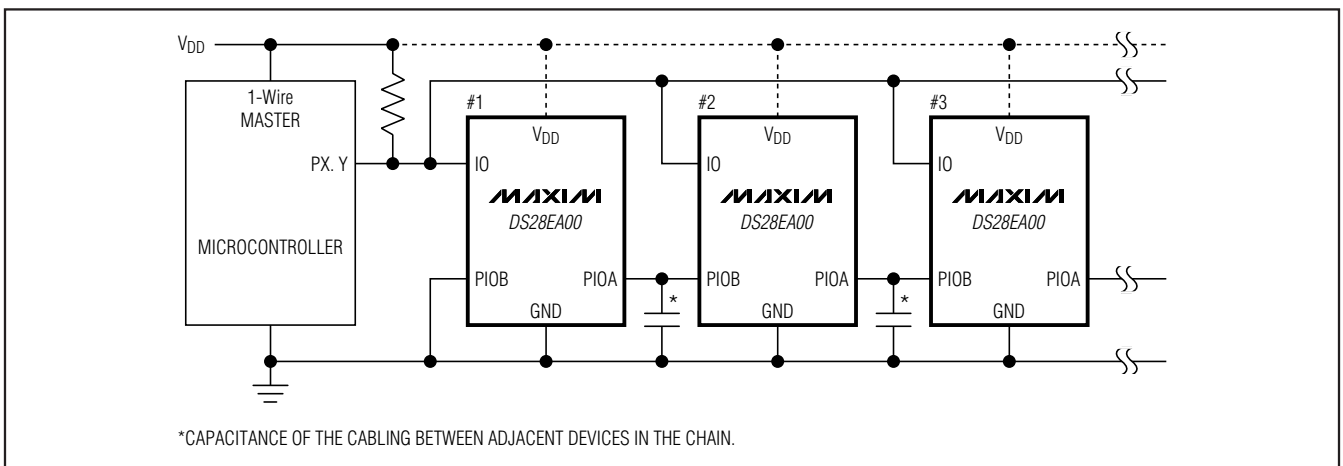 VDD
1-Wire
MASTER
PX. Y
MICROCONTROLLER
#1
VDD
IO
MAXIM
DS28EA00
PIOB
PIOA
GND
*
#2
VDD
IO
MAXIM
DS28EA00
PIOB
PIOA
GND
*
#3
VDD
IO
MAXIM
DS28EA00
PIOB
PIOA
GND
*CAPACITANCE OF THE CABLING BETWEEN ADJACENT DEVICES IN THE CHAIN.